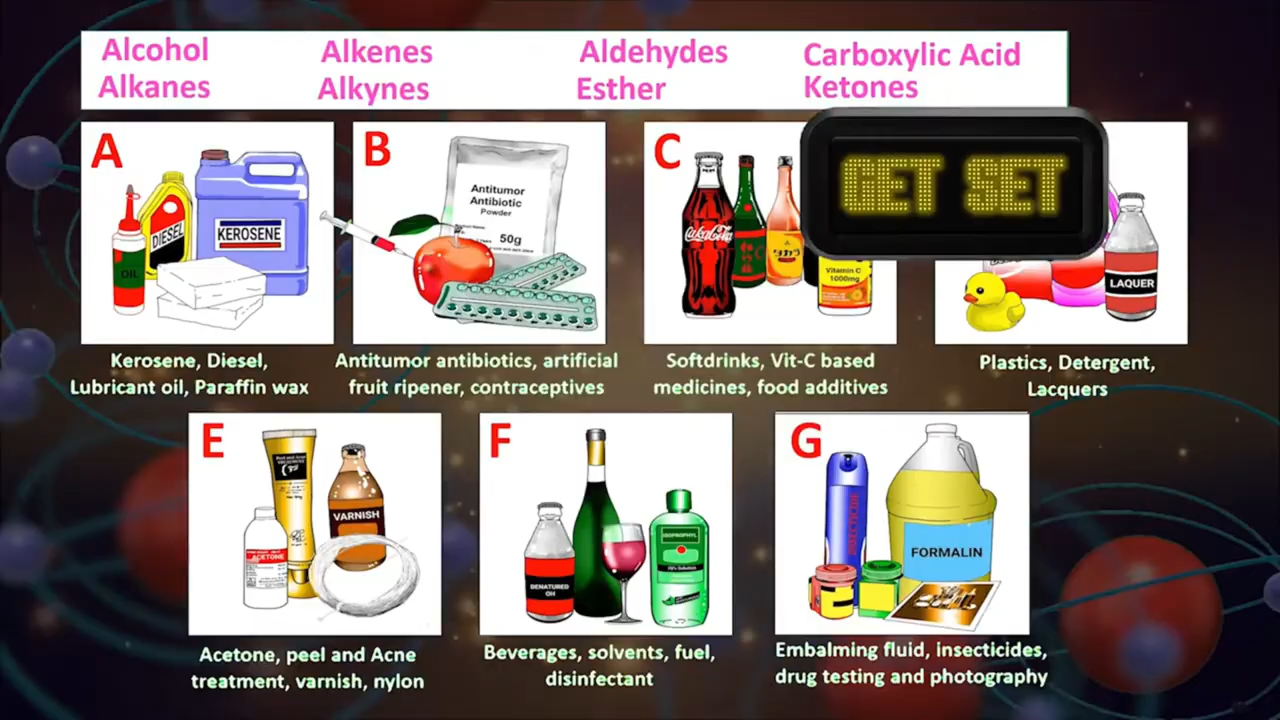 Alcohol Alkenes Aldehydes Carboxylic Acid
Alkanes Alkynes Esther Ketones
GET SET
A
OIL
DIESEL
KEROSENE
Kerosene, Diesel,
Lubricant oil, Paraffin wax
B
Antitumor
Antibiotic
Powder
50g
Antitumor antibiotics, artificial
fruit ripener, contraceptives
C
Vitamin C
1000mg
Softdrinks, Vit-C based
medicines, food additives
LAQUER
Plastics, Detergent,
Lacquers
E
ACETONE
VARNISH
Acetone, peel and Acne
treatment, varnish, nylon
F
DENATURED
OH
ISOPROPHYL
Beverages, solvents, fuel,
disinfectant
G
FORMALIN
Embalming fluid, insecticides,
drug testing and photography